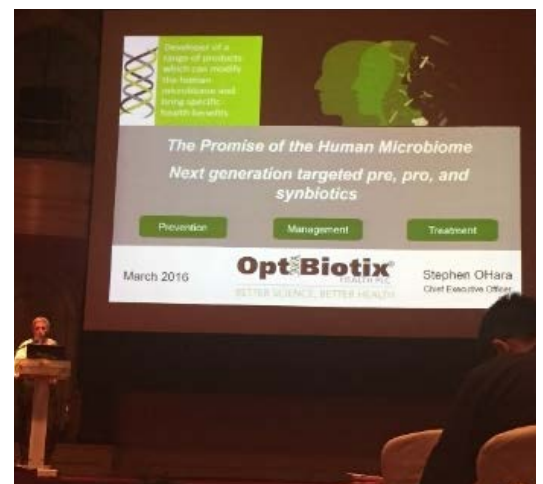 Developer of a
range of products
which can modify
the human
microbiome and
bring specific
health benefits
The Promise of the Human Microbiome
Next generation targeted pre, pro, and
synbiotics
Prevention
Management
Treatment
March 2016
OptiBiotix
HEALTH PLC
BETTER SCIENCE, BETTER HEALTH
Stephen OHara
Chief Executive Officer